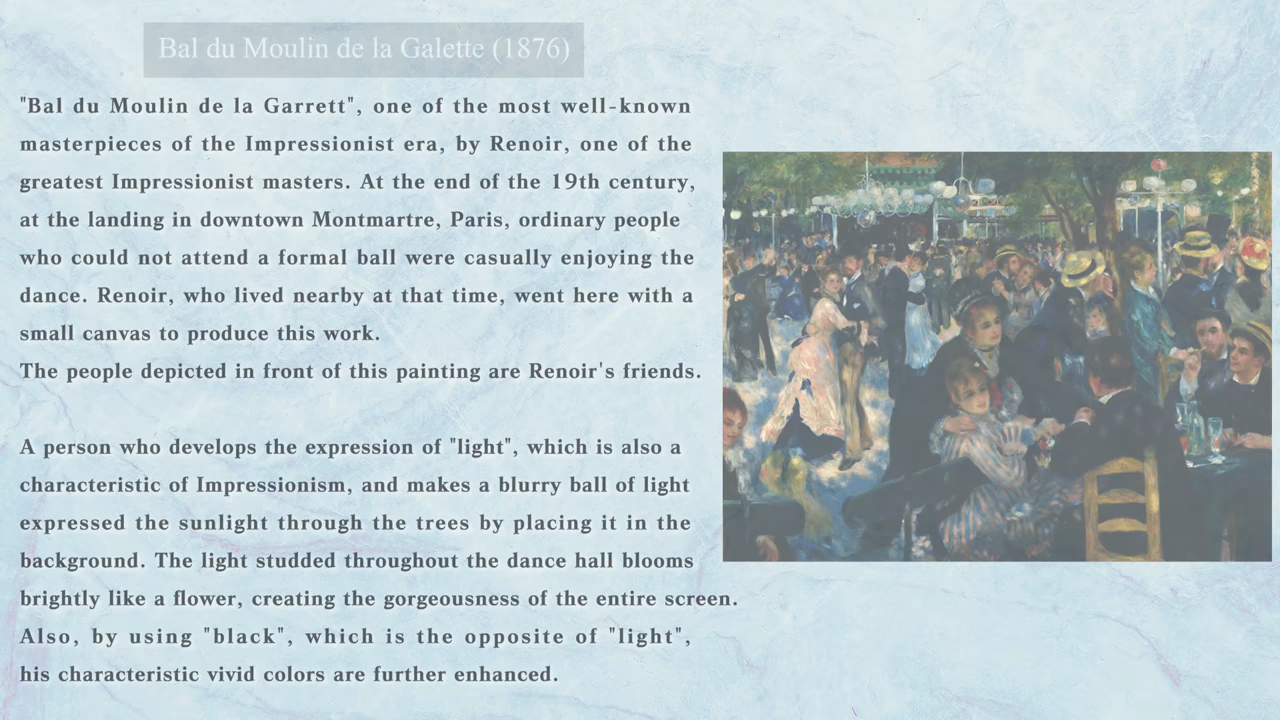 Bal du Moulin de la Galette (1876)
"Bal du Moulin de la Garrett", one of the most well-known
masterpieces of the Impressionist era, by Renoir, one of the
greatest Impressionist masters. At the end of the 19th century,
at the landing in downtown Montmartre, Paris, ordinary people
who could not attend a formal ball were casually enjoying the
dance. Renoir, who lived nearby at that time, went here with a
small canvas to produce this work.
The people depicted in front of this painting are Renoir's friends.
A person who develops the expression of "light", which is also a
characteristic of Impressionism, and makes a blurry ball of light
expressed the sunlight through the trees by placing it in the
background. The light studded throughout the dance hall blooms
brightly like a flower, creating the gorgeousness of the entire screen.
Also, by using "black", which is the opposite of "light",
his characteristic vivid colors are further enhanced.